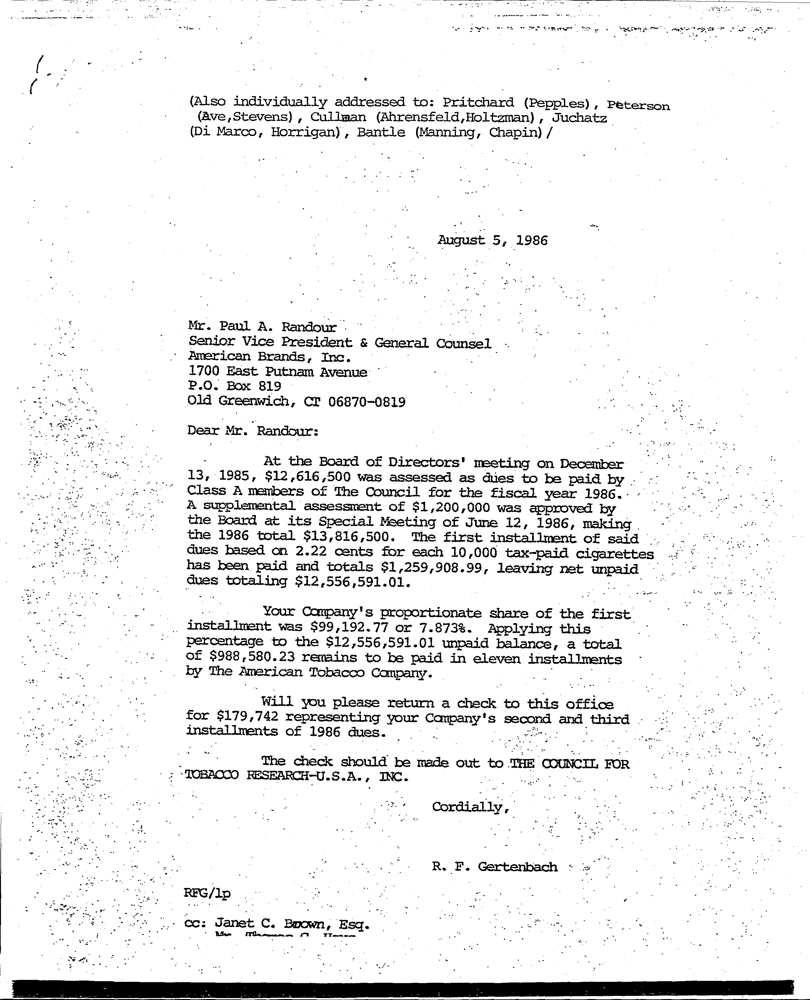 (Also individually addressed to: Pritchard (Pepples), Peterson
(Ave,Stevens), Cullman (Ahrensfeld,Holtzman), Juchatz
(Di Marco, Horrigan), Bantle (Manning, Chapin)/
August 5, 1986
Mr. Paul A. Randour
Senior Vice President & General Counsel
American Brands, Inc.
1700 East Putnam Avenue
P.O. Box 819
Old Greenwich, CT 06870-0819
Dear Mr. Randour:
At the Board of Directors' meeting on December
13, 1985, $12,616,500 was assessed as dues to be paid by
Class A members of The Council for the fiscal year 1986.
A supplemental assessment of $1,200,000 was approved by
the Board at its Special Meeting of June 12, 1986, making
the 1986 total $13,816,500. The first installment of said
dues based on 2.22 cents for each 10,000 tax-paid cigarettes
has been paid and totals $1,259,908.99, leaving net unpaid
dues totaling $12,556,591.01.
Your Company's proportionate share of the first
installment was $99,192.77 or 7.873%. Applying this
percentage to the $12,556,591.01 unpaid balance, a total
of $988,580.23 remains to be paid in eleven installments
by The American Tobacco Company.
Will you please return a check to this office
for $179,742 representing your Company's second and third
installments of 1986 dues.
The check should be made out to THE COUNCIL FOR
TOBACCO RESEARCH-U.S.A., INC.
Cordially,
R. F. Gertenbach
RFG/lp
cc: Janet C. Brown, Esq.